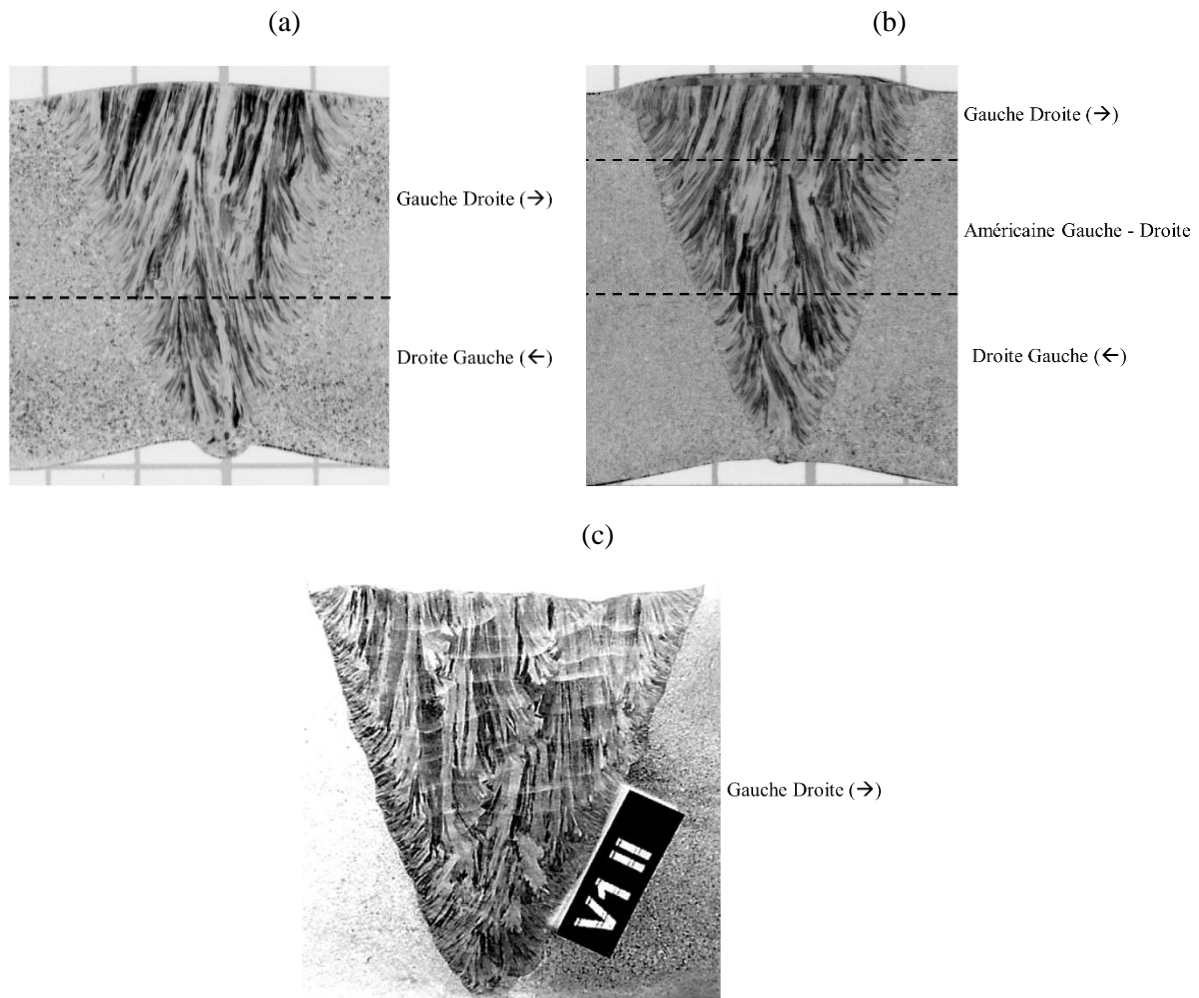 (a)
(b)
Gauche Droite (→)
Gauche Droite (→)
Américaine Gauche - Droite
Droite Gauche (←)
Droite Gauche (←)
(c)
Gauche Droite (→)
V1 II